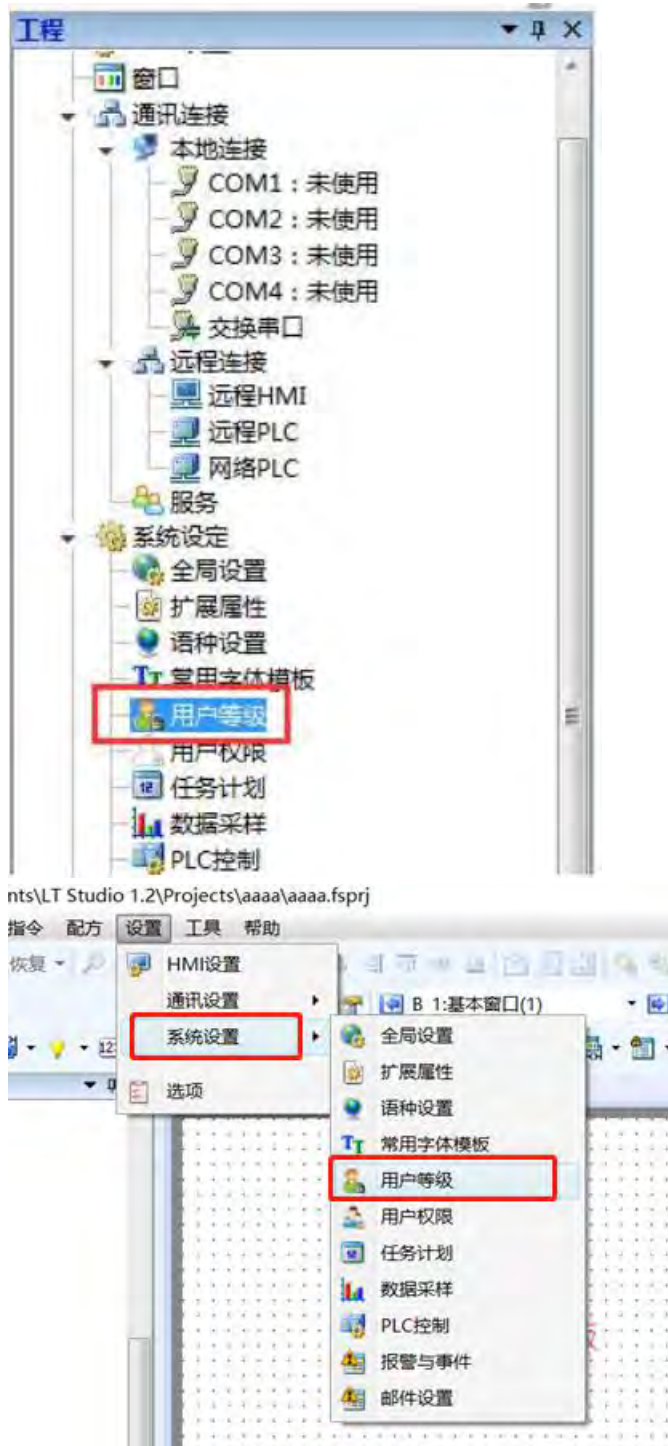 工程
窗口
通讯连接
本地连接
COM1：未使用
COM2：未使用
COM3：未使用
COM4：未使用
交换串口
远程连接
远程HMI
远程PLC
网络PLC
服务
系统设定
全局设置
扩展属性
语种设置
常用字体模板
用户等级
用户权限
任务计划
数据采样
PLC控制
nts\LT Studio 1.2\Projects\aaaa\aaaa.fsprj
指令 配方 设置 工具 帮助
恢复
HMI设置
通讯设置
B 1:基本窗口(1)
系统设置
全局设置
扩展属性
选项
语种设置
常用字体模板
用户等级
用户权限
任务计划
数据采样
PLC控制
报警与事件
邮件设置